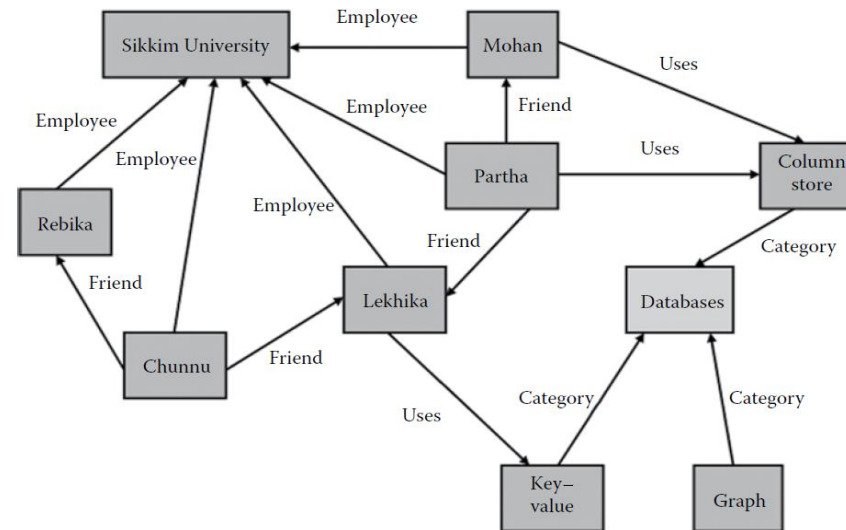 Employee
Sikkim University
Mohan
Uses
Employee
Friend
Employee
Employee
Partha
Uses
Column
store
Rebika
Employee
Friend
Category
Friend
Lekhika
Databases
Chunnu
Friend
Uses
Category
Category
Key–
value
Graph